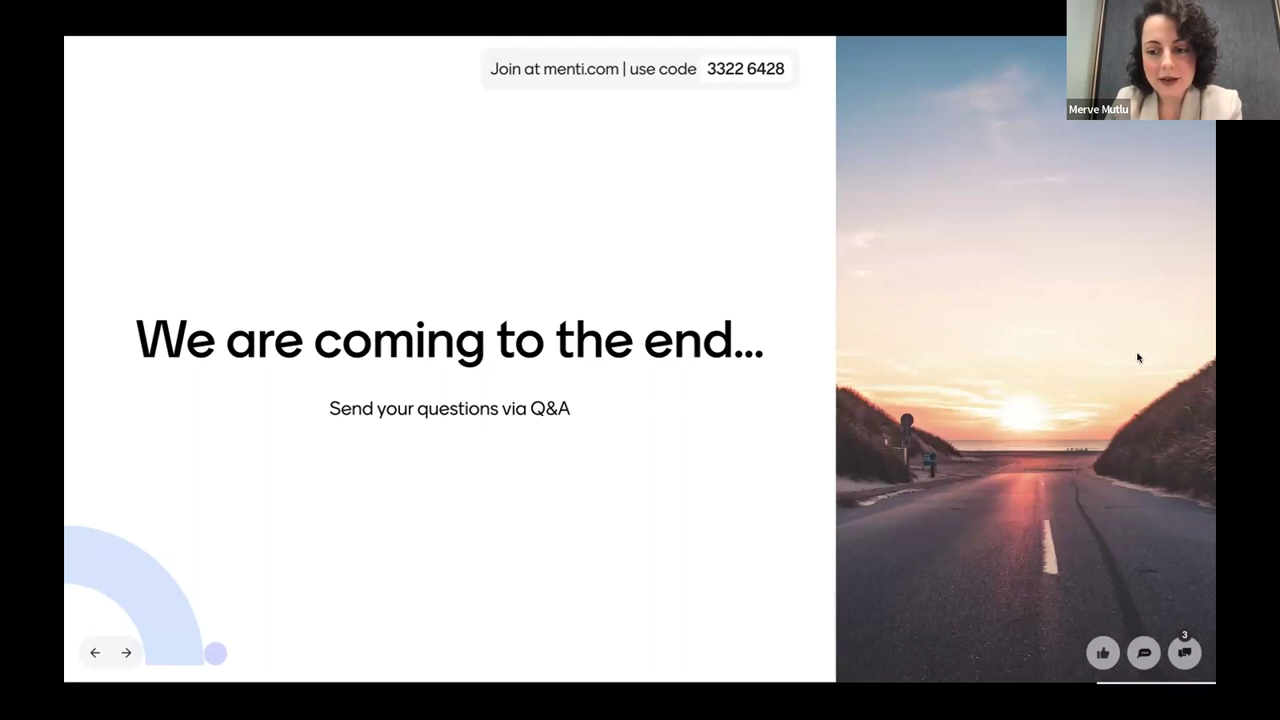 Join at menti.com | use code 3322 6428
Merve Mutlu
We are coming to the end...
Send your questions via Q&A
3